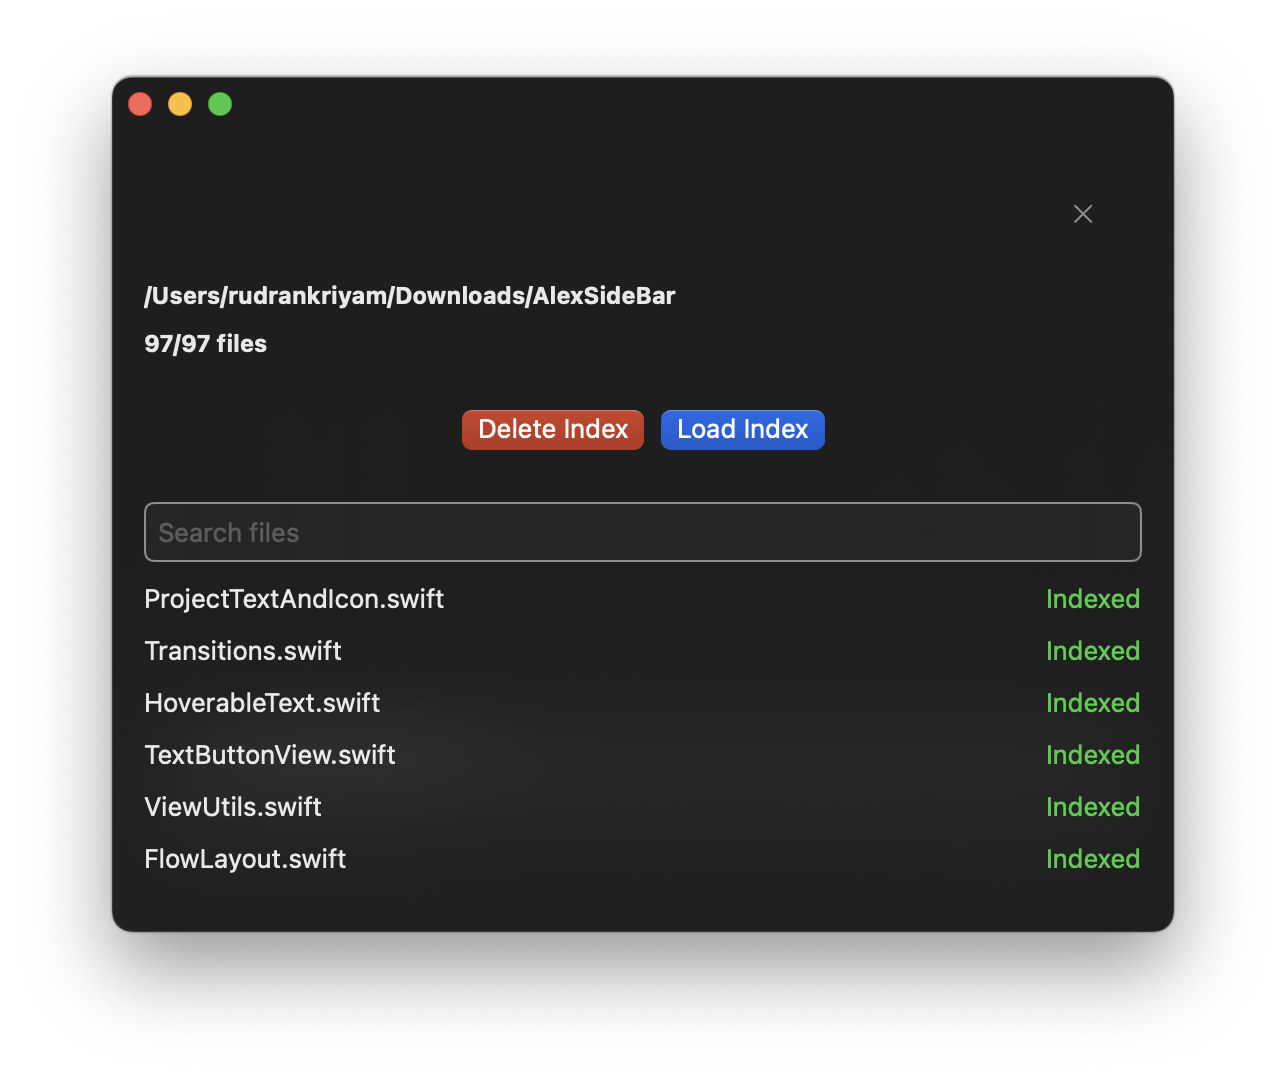 /Users/rudrankriyam/Downloads/AlexSideBar
97/97 files
Delete Index Load Index
Search files
ProjectTextAndIcon.swift Indexed
Transitions.swift Indexed
HoverableText.swift Indexed
TextButtonView.swift Indexed
ViewUtils.swift Indexed
FlowLayout.swift Indexed